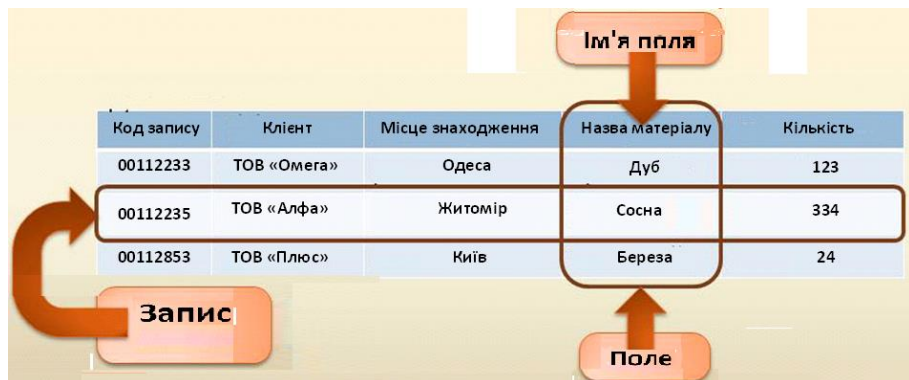 Ім'я поля
Код запису Клієнт Місце знаходження Назва матеріалу Кількість
00112233 ТОВ «Омега» Одеса Дуб 123
00112235 ТОВ «Алфа» Житомір Сосна 334
00112853 ТОВ «Плюс» Київ Береза 24
Запис
Поле